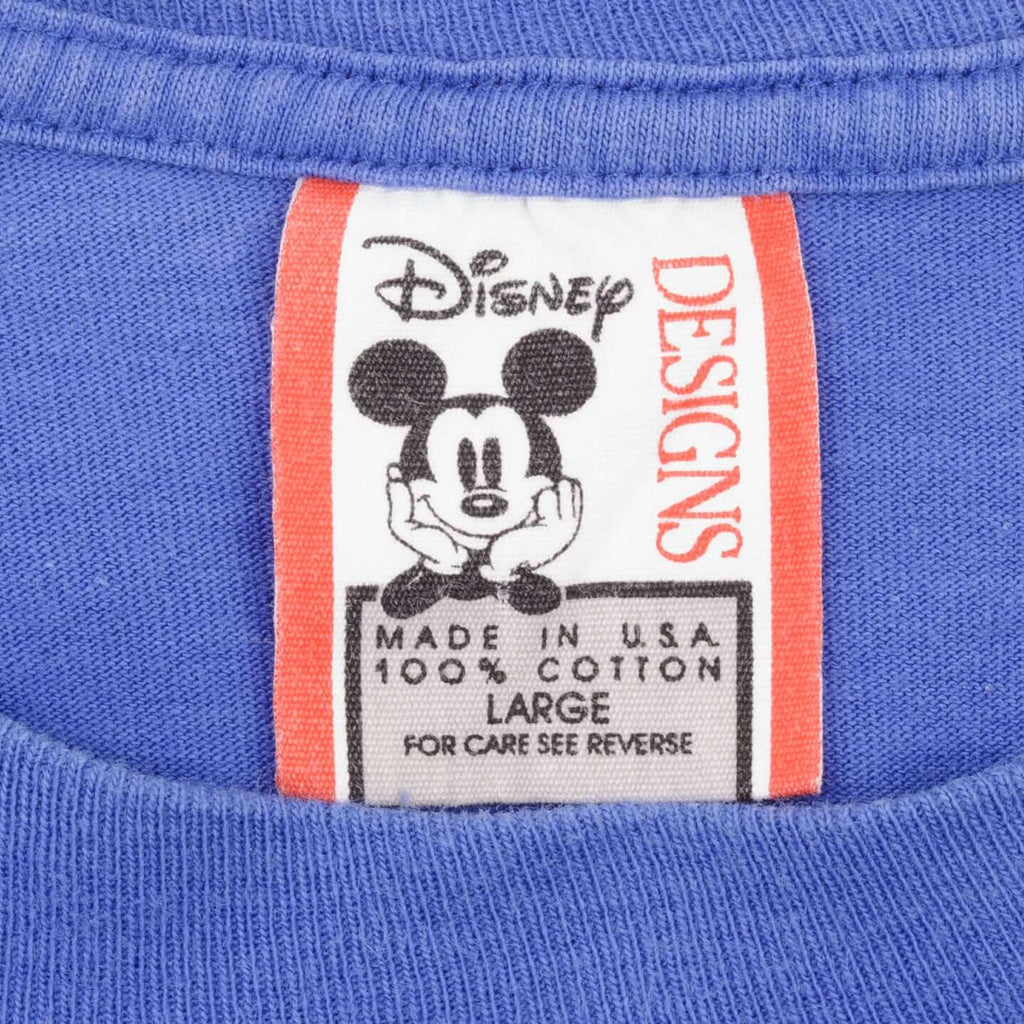 Disney
DESIGNS
MADE IN U.S.A.
100% COTTON
LARGE
FOR CARE SEE REVERSE